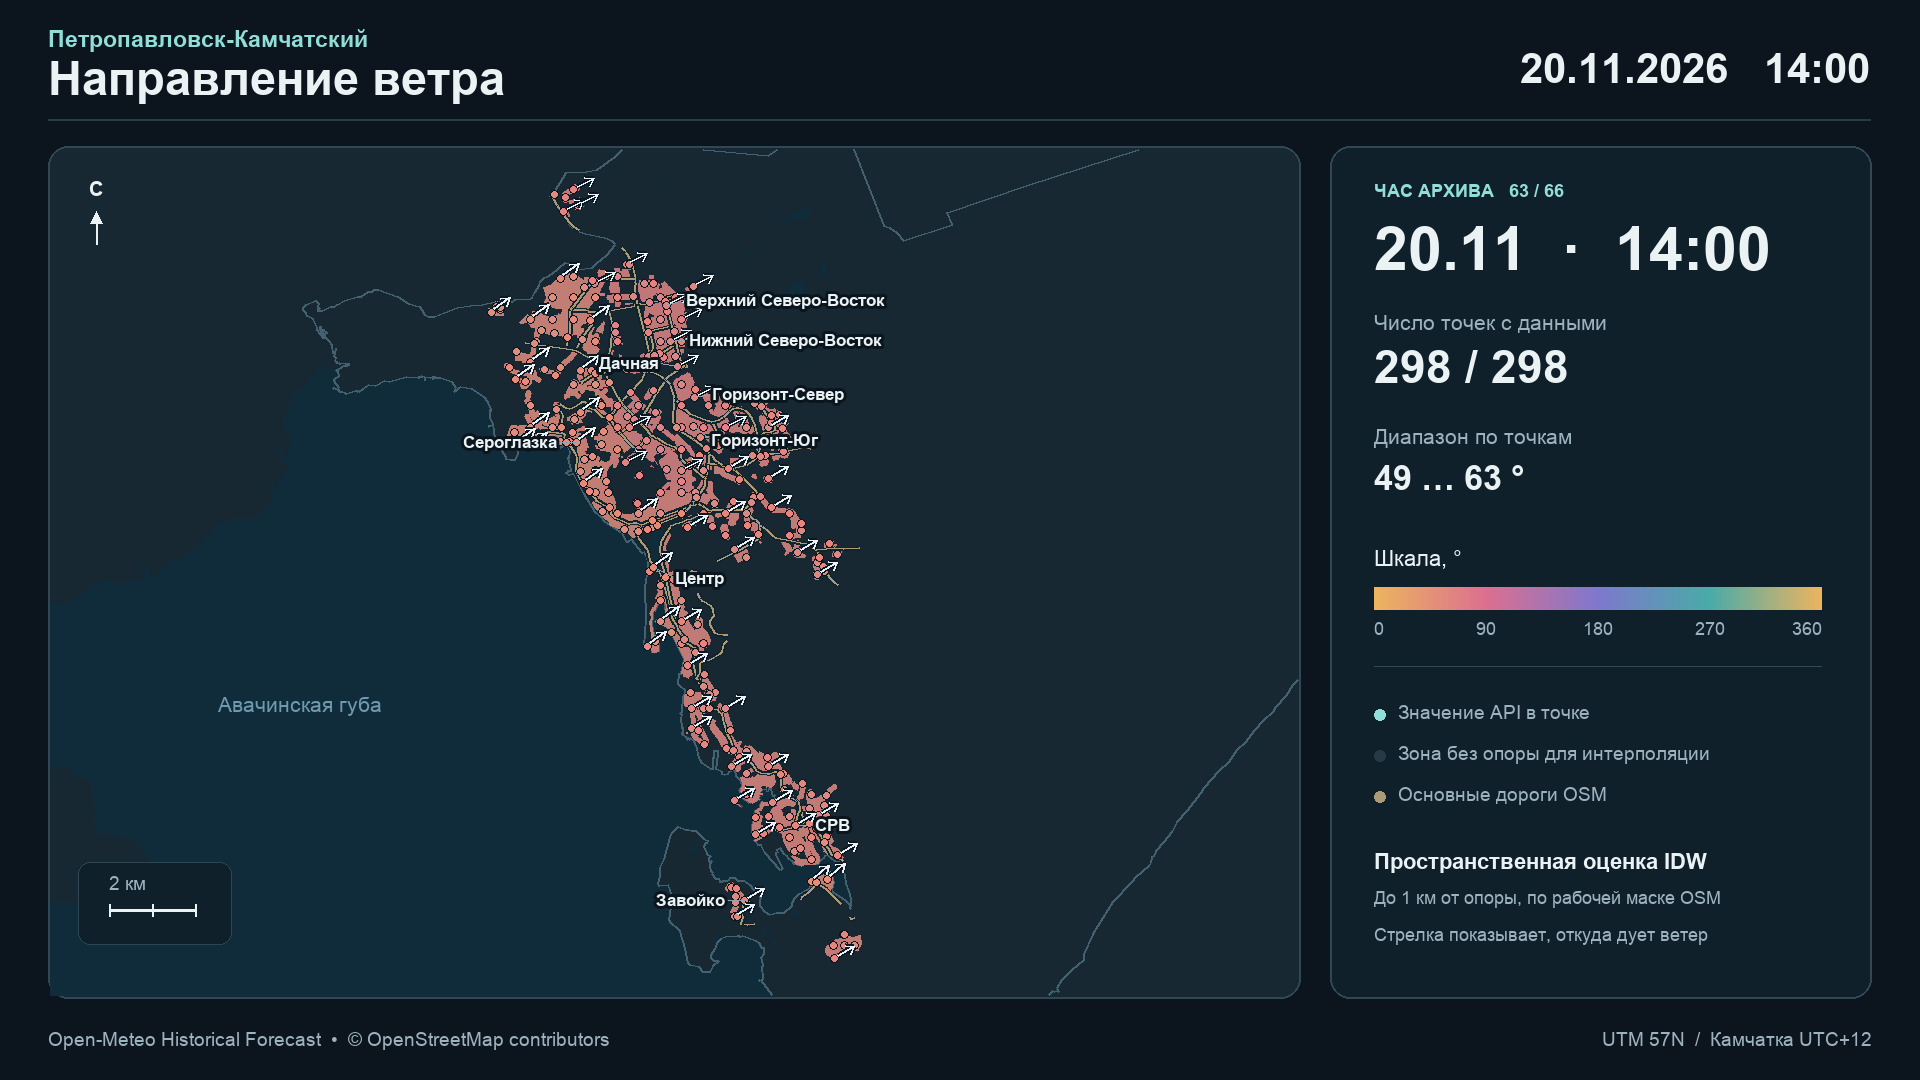 Петропавловск-Камчатский
Направление ветра
20.11.2026 14:00
С
Верхний Северо-Восток
Нижний Северо-Восток
Дачная
Горизонт-Север
Сероглазка
Горизонт-Юг
Центр
Авачинская губа
СРВ
Завойко
2 км
ЧАС АРХИВА 63 / 66
20.11 · 14:00
Число точек с данными
298 / 298
Диапазон по точкам
49 … 63 °
Шкала, °
0 90 180 270 360
Значение API в точке
Зона без опоры для интерполяции
Основные дороги OSM
Пространственная оценка IDW
До 1 км от опоры, по рабочей маске OSM
Стрелка показывает, откуда дует ветер
Open-Meteo Historical Forecast • © OpenStreetMap contributors
UTM 57N / Камчатка UTC+12